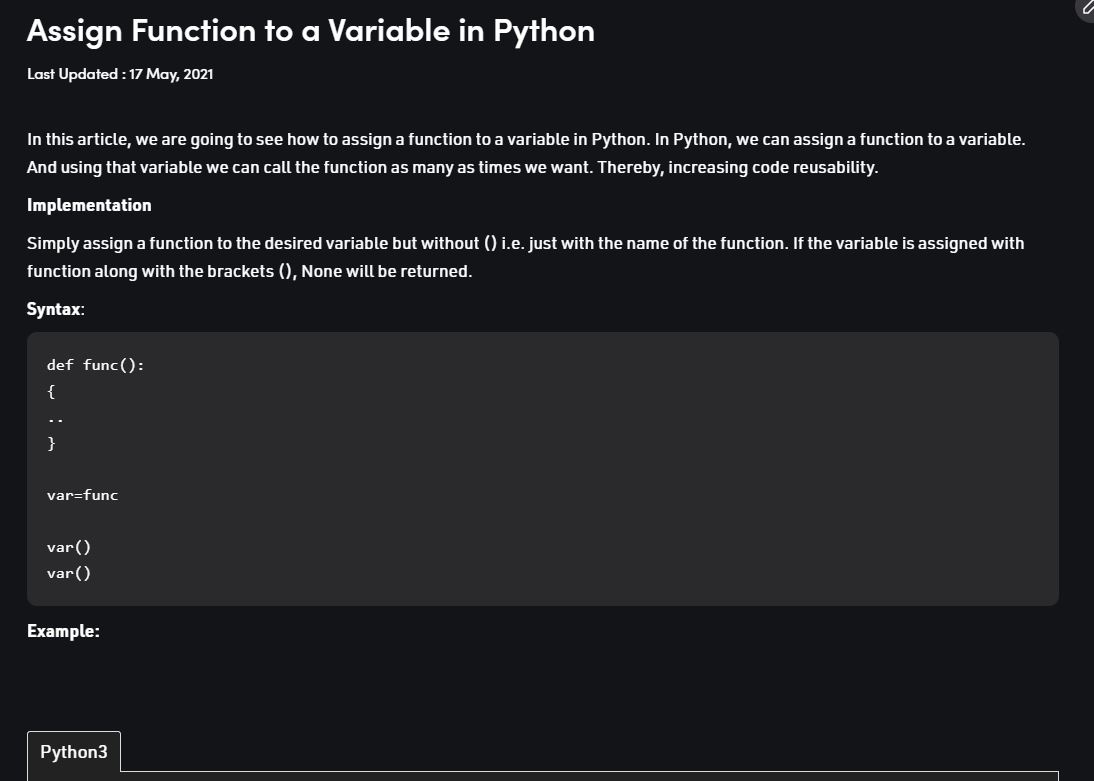 Assign Function to a Variable in Python
Last Updated : 17 May, 2021
In this article, we are going to see how to assign a function to a variable in Python. In Python, we can assign a function to a variable.
And using that variable we can call the function as many as times we want. Thereby, increasing code reusability.
Implementation
Simply assign a function to the desired variable but without () i.e. just with the name of the function. If the variable is assigned with
function along with the brackets (), None will be returned.
Syntax:
def func():
{
..
}
var=func
var()
var()
Example:
Python3